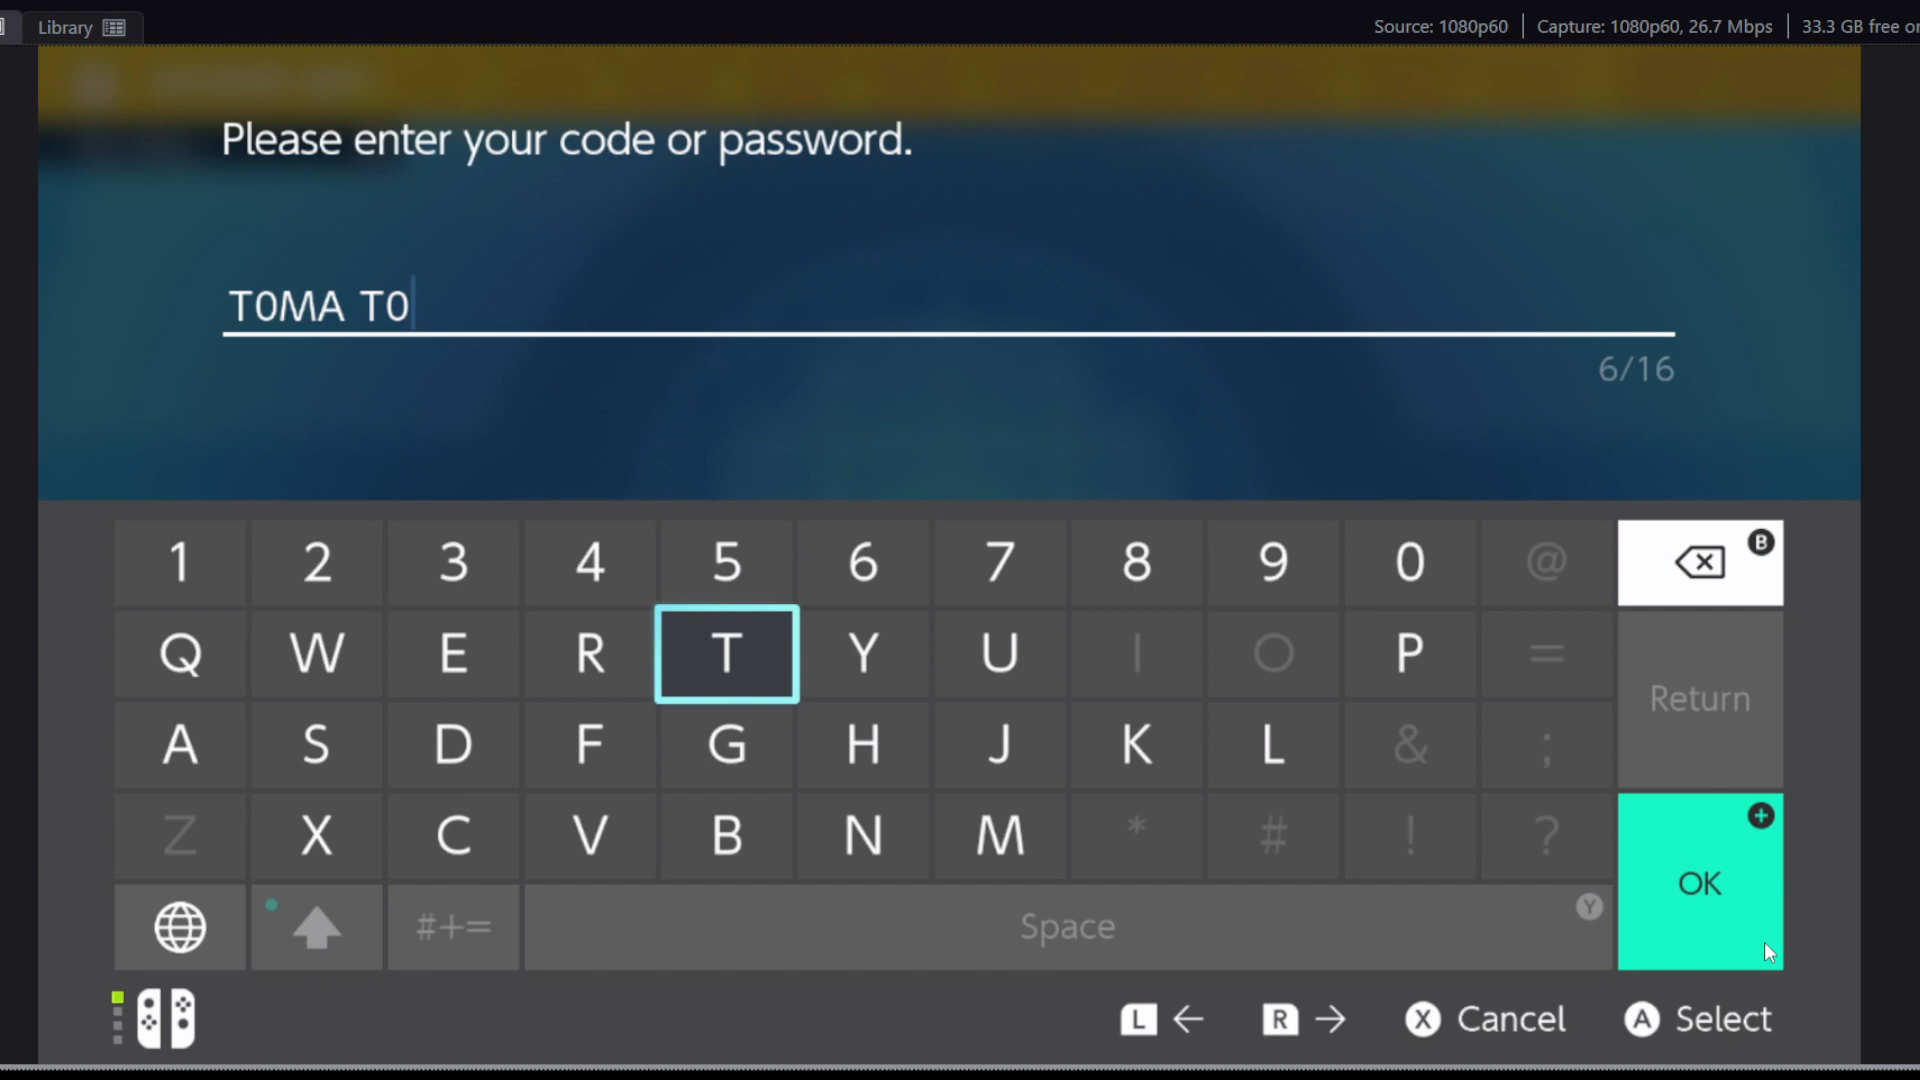 Library
Source: 1080p60 Capture: 1080p60, 26.7 Mbps 33.3 GB free
Please enter your code or password.
T0MA T0
6/16
1 2 3 4 5 6 7 8 9 0 @ B
Q W E R T Y U I O P =
Return
A S D F G H J K L & ;
Z X C V B N M * # ! ? +
OK
#+= Space Y
L ← R → X Cancel A Select